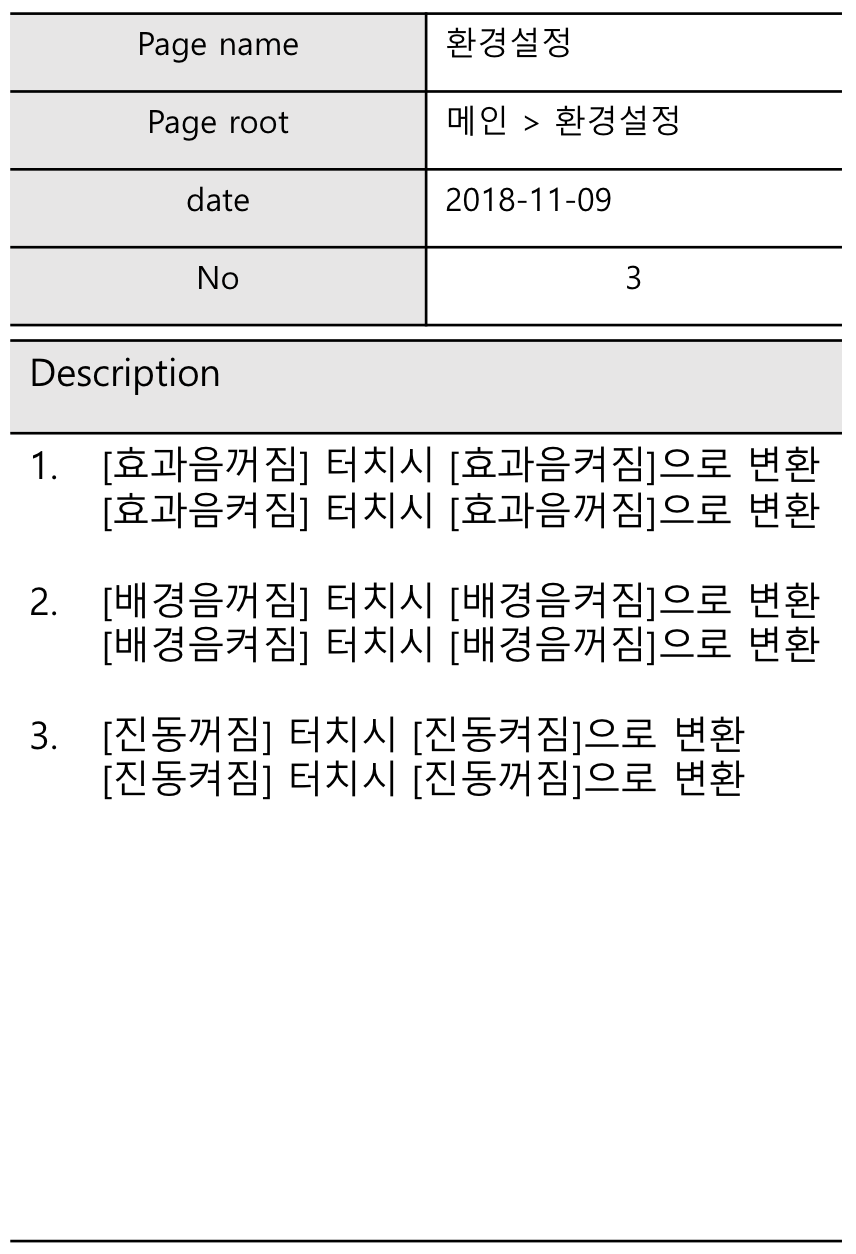 Page name 환경설정
Page root 메인 > 환경설정
date 2018-11-09
No 3
Description
1. [효과음꺼짐] 터치시 [효과음켜짐]으로 변환
[효과음켜짐] 터치시 [효과음꺼짐]으로 변환
2. [배경음꺼짐] 터치시 [배경음켜짐]으로 변환
[배경음켜짐] 터치시 [배경음꺼짐]으로 변환
3. [진동꺼짐] 터치시 [진동켜짐]으로 변환
[진동켜짐] 터치시 [진동꺼짐]으로 변환